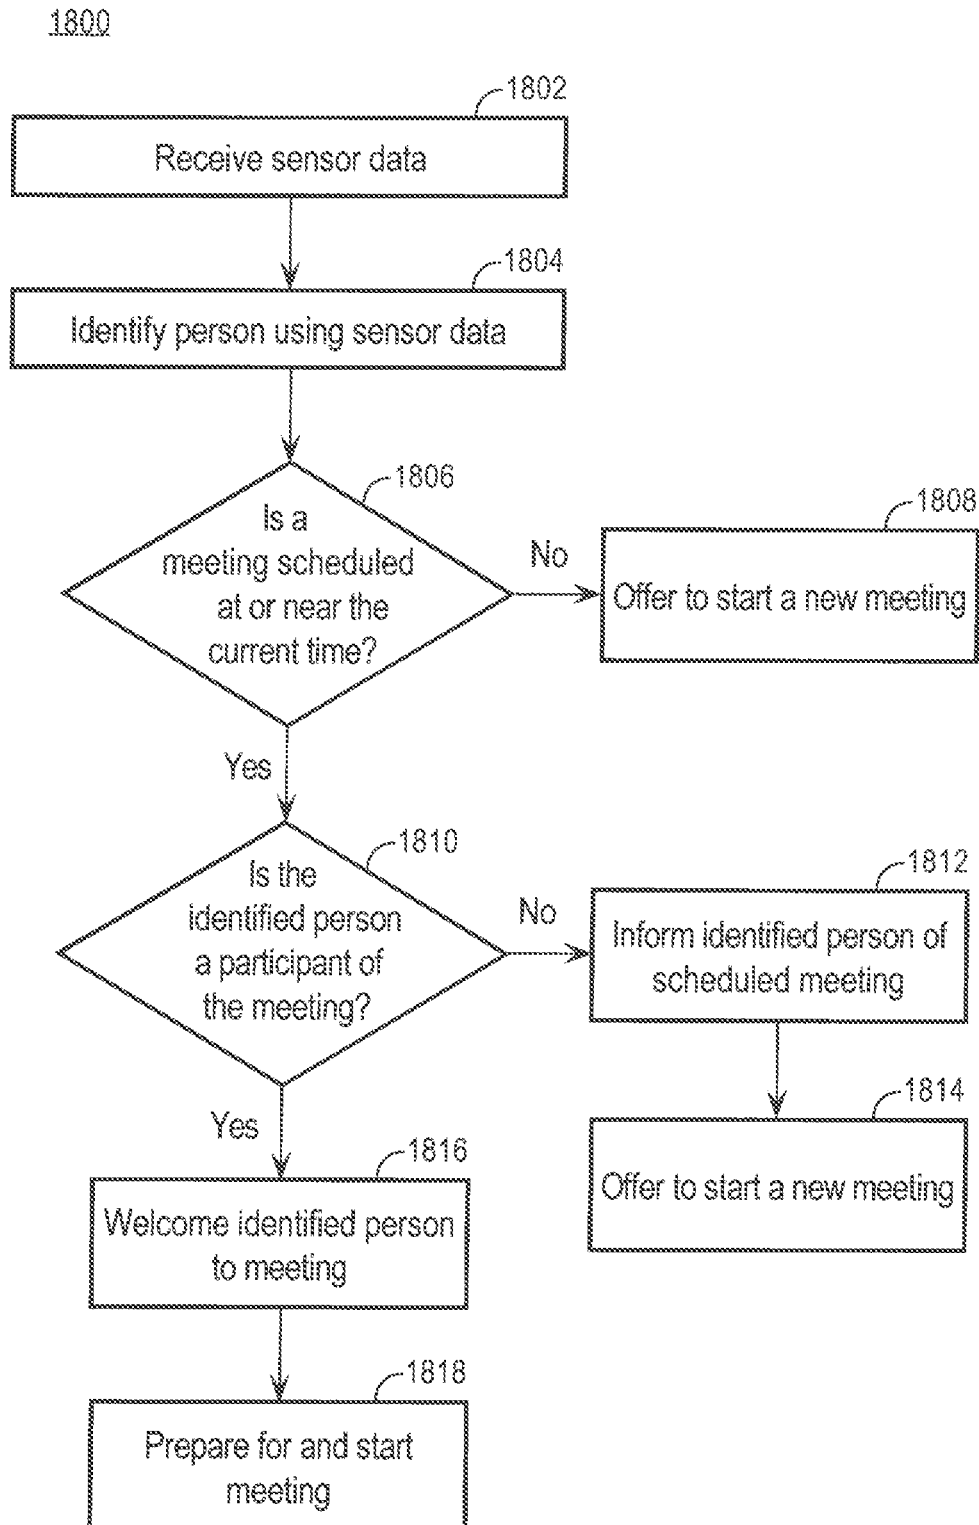 1800
1802
Receive sensor data
1804
Identify person using sensor data
1806
Is a
meeting scheduled
at or near the
current time?
No
1808
Offer to start a new meeting
Yes
1810
Is the
identified person
a participant of
the meeting?
No
1812
Inform identified person of
scheduled meeting
1814
Offer to start a new meeting
Yes
1816
Welcome identified person
to meeting
1818
Prepare for and start
meeting